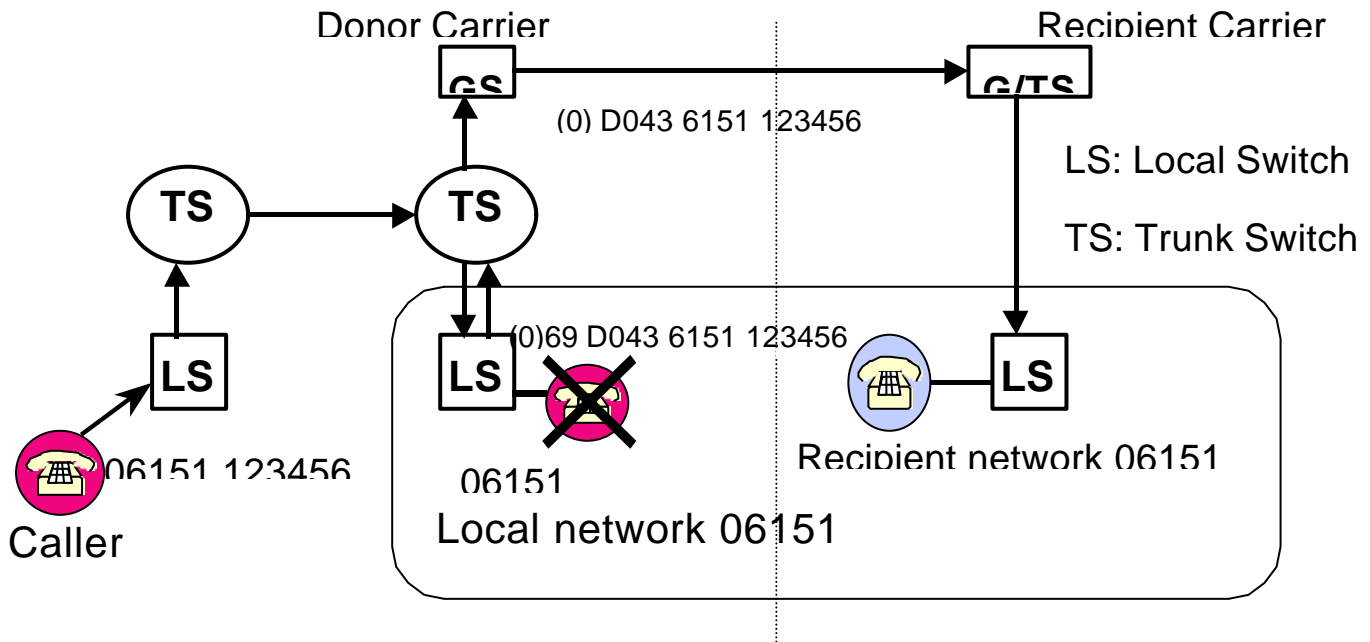 Donor Carrier
Recipient Carrier
GS
G/TS
(0) D043 6151 123456
LS: Local Switch
TS
TS
TS: Trunk Switch
(0)69 D043 6151 123456
LS
LS
LS
06151 123456
Recipient network 06151
06151
Local network 06151
Caller